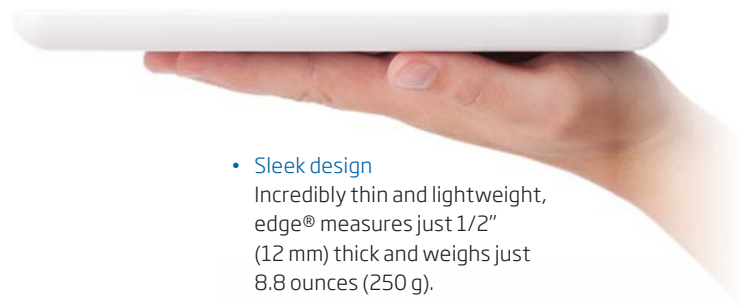 • Sleek design
Incredibly thin and lightweight,
edge® measures just 1/2”
(12 mm) thick and weighs just
8.8 ounces (250 g).